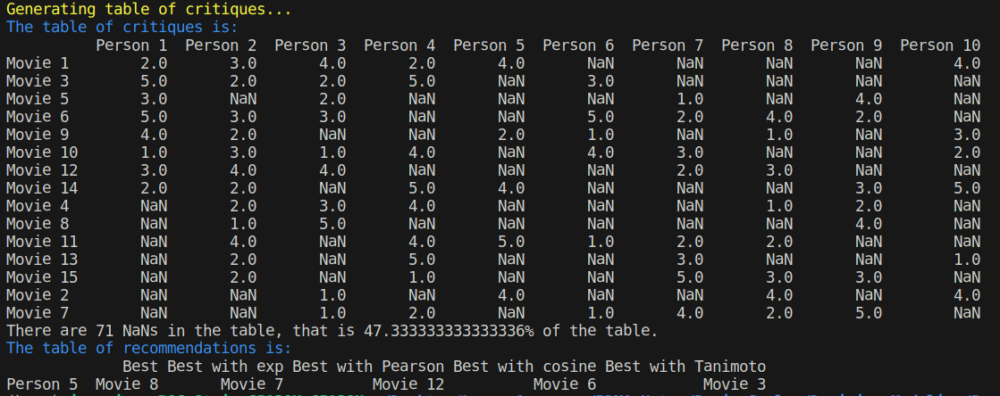 Generating table of critiques...
The table of critiques is:
          Person 1  Person 2  Person 3  Person 4  Person 5  Person 6  Person 7  Person 8  Person 9  Person 10
Movie 1        2.0       3.0       4.0       2.0       4.0       NaN       NaN       NaN       NaN        4.0
Movie 3        5.0       2.0       2.0       5.0       NaN       3.0       NaN       NaN       NaN        NaN
Movie 5        3.0       NaN       2.0       NaN       NaN       NaN       1.0       NaN       4.0        NaN
Movie 6        5.0       3.0       3.0       NaN       NaN       5.0       2.0       4.0       2.0        NaN
Movie 9        4.0       2.0       NaN       NaN       2.0       1.0       NaN       1.0       NaN        3.0
Movie 10       1.0       3.0       1.0       4.0       NaN       4.0       3.0       NaN       NaN        2.0
Movie 12       3.0       4.0       4.0       NaN       NaN       NaN       2.0       3.0       NaN        NaN
Movie 14       2.0       2.0       NaN       5.0       4.0       NaN       NaN       NaN       3.0        5.0
Movie 4        NaN       2.0       3.0       4.0       NaN       NaN       NaN       1.0       2.0        NaN
Movie 8        NaN       1.0       5.0       NaN       NaN       NaN       NaN       NaN       4.0        NaN
Movie 11       NaN       4.0       NaN       4.0       5.0       1.0       2.0       2.0       NaN        NaN
Movie 13       NaN       2.0       NaN       5.0       NaN       NaN       3.0       NaN       NaN        1.0
Movie 15       NaN       2.0       NaN       1.0       NaN       NaN       5.0       3.0       3.0        NaN
Movie 2        NaN       NaN       1.0       NaN       4.0       NaN       NaN       4.0       NaN        4.0
Movie 7        NaN       NaN       1.0       2.0       NaN       1.0       4.0       2.0       5.0        NaN
There are 71 NaNs in the table, that is 47.333333333333336% of the table.
The table of recommendations is:
             Best Best with exp Best with Pearson Best with cosine Best with Tanimoto
Person 5  Movie 8       Movie 7          Movie 12          Movie 6            Movie 3